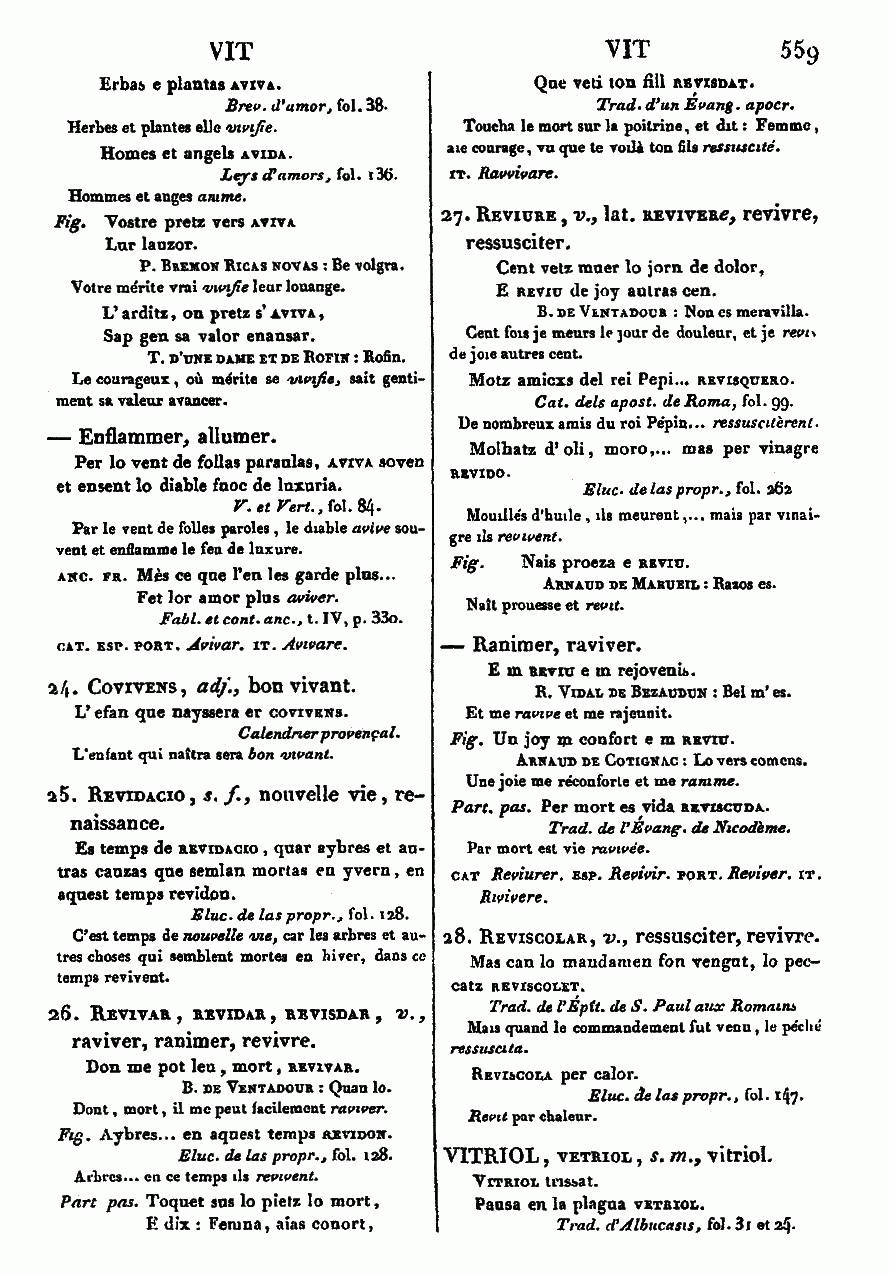 VIT
VIT 559
Erbas e plantas AVIVA.
Brev. d'amor, fol. 38.
Herbes et plantes elle vivifie.
Homes et angels AVIDA.
Leys d'amors, fol. 136.
Hommes et anges anime.
Fig. Vostre pretz vers AVIVA
Lur lauzor.
P. BREMON RICAS NOVAS : Be volgra.
Votre mérite vrai vivifie leur louange.
L'arditz, on pretz s'AVIVA,
Sap gen sa valor enansar.
T. D'UNE DAME ET DE ROFIN : Rofin.
Le courageux, où mérite se vivifie, sait genti-
ment sa valeur avancer.
— Enflammer, allumer.
Per lo vent de follas paraulas, AVIVA soven
et ensent lo diable fuoc de luxuria.
V. et Vert., fol. 84.
Par le vent de folles paroles, le diable avive sou-
vent et enflamme le feu de luxure.
ANC. FR. Mès ce que l'en les garde plus...
Fet lor amor plus aviver.
Fabl. et cont. anc., t. IV, p. 330.
CAT. ESP. PORT. Avivar. IT. Avivare.
24. COVIVENS, adj., bon vivant.
L'efan que nayssera er COVIVENS.
Calendrier provençal.
L'enfant qui naîtra sera bon vivant.
25. REVIDACIO, s. f., nouvelle vie, re-
naissance.
Es temps de REVIDACIO, quar aybres et au-
tras causas que semlan mortas en yvern, en
aquest temps revidon.
Eluc. de las propr., fol. 128.
C'est temps de nouvelle vie, car les arbres et au-
tres choses qui semblent mortes en hiver, dans ce
temps revivent.
26. REVIVAR, REVIDAR, REVISDAR, v.,
raviver, ranimer, revivre.
Don me pot leu, mort, REVIVAR.
B. DE VENTADOUR : Quan lo.
Dont, mort, il me peut facilement raviver.
Fig. Aybres... en aquest temps REVIDON.
Eluc. de las propr., fol. 128.
Arbres... en ce temps ils revivent.
Part pas. Toquet sus lo pietz lo mort,
E dix : Femna, aias conort,
Que veti ton fill REVISDAT.
Trad. d'un Évang. apocr.
Toucha le mort sur la poitrine, et dit : Femme,
aie courage, vu que te voilà ton fils ressuscité.
IT. Ravvivare.
27. REVIURE, v., lat. REVIVERe, revivre,
ressusciter.
Cent vetz muer lo jorn de dolor,
E REVIU de joy autras cen.
B. DE VENTADOUR : Non es meravilla.
Cent fois je meurs le jour de douleur, et je revis
de joie autres cent.
Motz amicxs del rei Pepi... REVISQUERO.
Cat. dels apost. de Roma, fol. 99.
De nombreux amis du roi Pépin... ressuscitèrent.
Molhatz d'oli, moro,... mas per vinagre
REVIDO.
Eluc. de las propr., fol. 262
Mouillés d'huile, ils meurent,... mais par vinai-
gre ils revivent.
Fig. Nais proeza e REVIU.
ARNAUD DE MARUEIL : Razos es.
Naît prouesse et revit.
— Ranimer, raviver.
E m REVIU e m rejovenis.
R. VIDAL DE BEZAUDUN : Bel m'es.
Et me ravive et me rajeunit.
Fig. Un joy m confort e m REVIU.
ARNAUD DE COTIGNAC : Lo vers comens.
Une joie me réconforte et me ranime.
Part. pas. Per mort es vida REVISCUDA.
Trad. de l'Évang. de Nicodème.
Par mort est vie ravivée.
CAT Reviurer. ESP. Revivir. PORT. Reviver. IT.
Rivivere.
28. REVISCOLAR, v., ressusciter, revivre.
Mas can lo mandamen fon vengut, lo pec-
catz REVISCOLET.
Trad. de l'Épît. de S. Paul aux Romains
Mais quand le commandement fut venu, le péché
ressuscita.
REVISCOLA per calor.
Eluc. de las propr., fol. 147.
Revit par chaleur.
VITRIOL, VETRIOL, s. m., vitriol.
VITRIOL trissat.
Pausa en la plagua VETRIOL.
Trad. d'Albucasis, fol. 31 et 24.